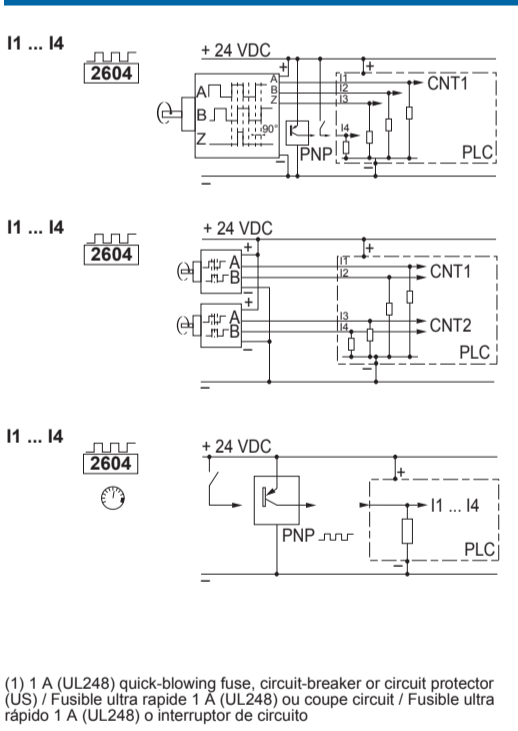 I1 ... I4
2604
+ 24 VDC
+
+
A
B
Z
A
B
Z
90°
I1
I2
I3
I4
CNT1
PNP
PLC
−
−
−
I1 ... I4
2604
+ 24 VDC
+
+
A
B
I1
I2
CNT1
−
+
A
B
I3
I4
CNT2
PLC
−
−
−
I1 ... I4
2604
+ 24 VDC
+
I1 ... I4
PNP
PLC
−
−
(1) 1 A (UL248) quick-blowing fuse, circuit-breaker or circuit protector
(US) / Fusible ultra rapide 1 A (UL248) ou coupe circuit / Fusible ultra
rápido 1 A (UL248) o interruptor de circuito